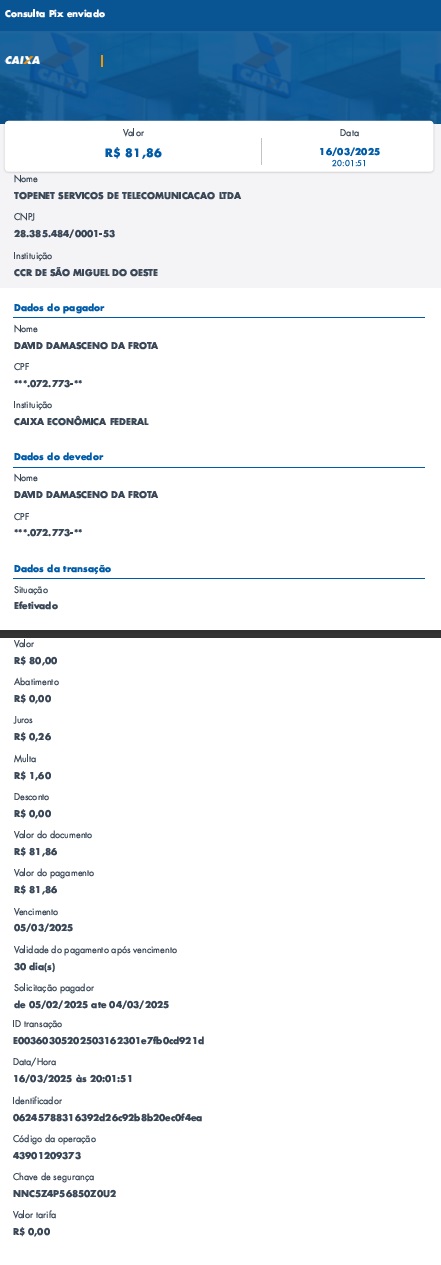 Consulta Pix enviado
CAIXA
Valor
R$ 81,86
Data
16/03/2025
20:01:51
Nome
TOPENET SERVICOS DE TELECOMUNICACAO LTDA
CNPJ
28.385.484/0001-53
Instituição
CCR DE SÃO MIGUEL DO OESTE
Dados do pagador
Nome
DAVID DAMASCENO DA FROTA
CPF
***.072.773-**
Instituição
CAIXA ECONÔMICA FEDERAL
Dados do devedor
Nome
DAVID DAMASCENO DA FROTA
CPF
***.072.773-**
Dados da transação
Situação
Efetivado
Valor
R$ 80,00
Abatimento
R$ 0,00
Juros
R$ 0,26
Multa
R$ 1,60
Desconto
R$ 0,00
Valor do documento
R$ 81,86
Valor do pagamento
R$ 81,86
Vencimento
05/03/2025
Validade do pagamento após vencimento
30 dia(s)
Solicitação pagador
de 05/02/2025 ate 04/03/2025
ID transação
E00360305202503162301e7fb0cd921d
Data/Hora
16/03/2025 às 20:01:51
Identificador
06245788316392d26c92b8b20ec0f4ea
Código da operação
43901209373
Chave de segurança
NNC5Z4P56850Z0U2
Valor tarifa
R$ 0,00